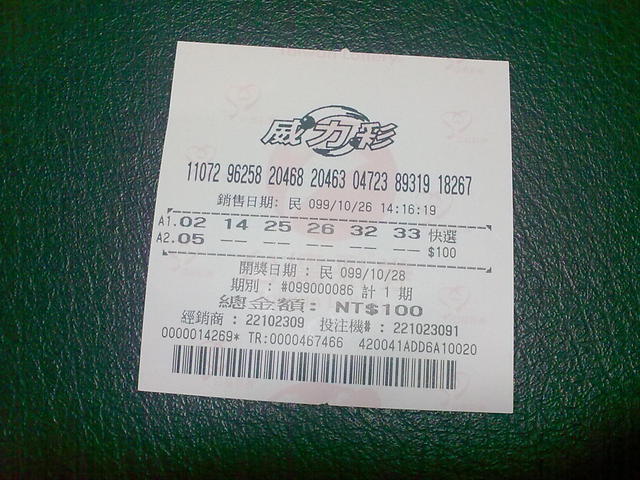 威力彩
11072 96258 20468 20463 04723 89319 18267
銷售日期: 民 099/10/26 14:16:19
A1.02 14 25 26 32 33 快選
A2.05 -- -- -- -- -- $100
開獎日期 : 民 099/10/28
期別 : #099000086 計 1 期
總金額: NT$100
經銷商 : 22102309 投注機# : 221023091
0000014269* TR:0000467466 420041ADD6A10020